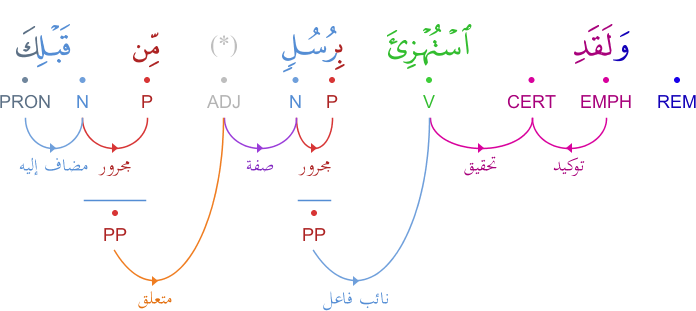 وَلَقَدِ ٱسْتُهْزِئَ بِرُسُلٍ (*) مِّن قَبْلِكَ
PRON N P ADJ N P V CERT EMPH REM
مضاف إليه مجرور صفة مجرور تحقيق توكيد
PP PP
متعلق نائب فاعل